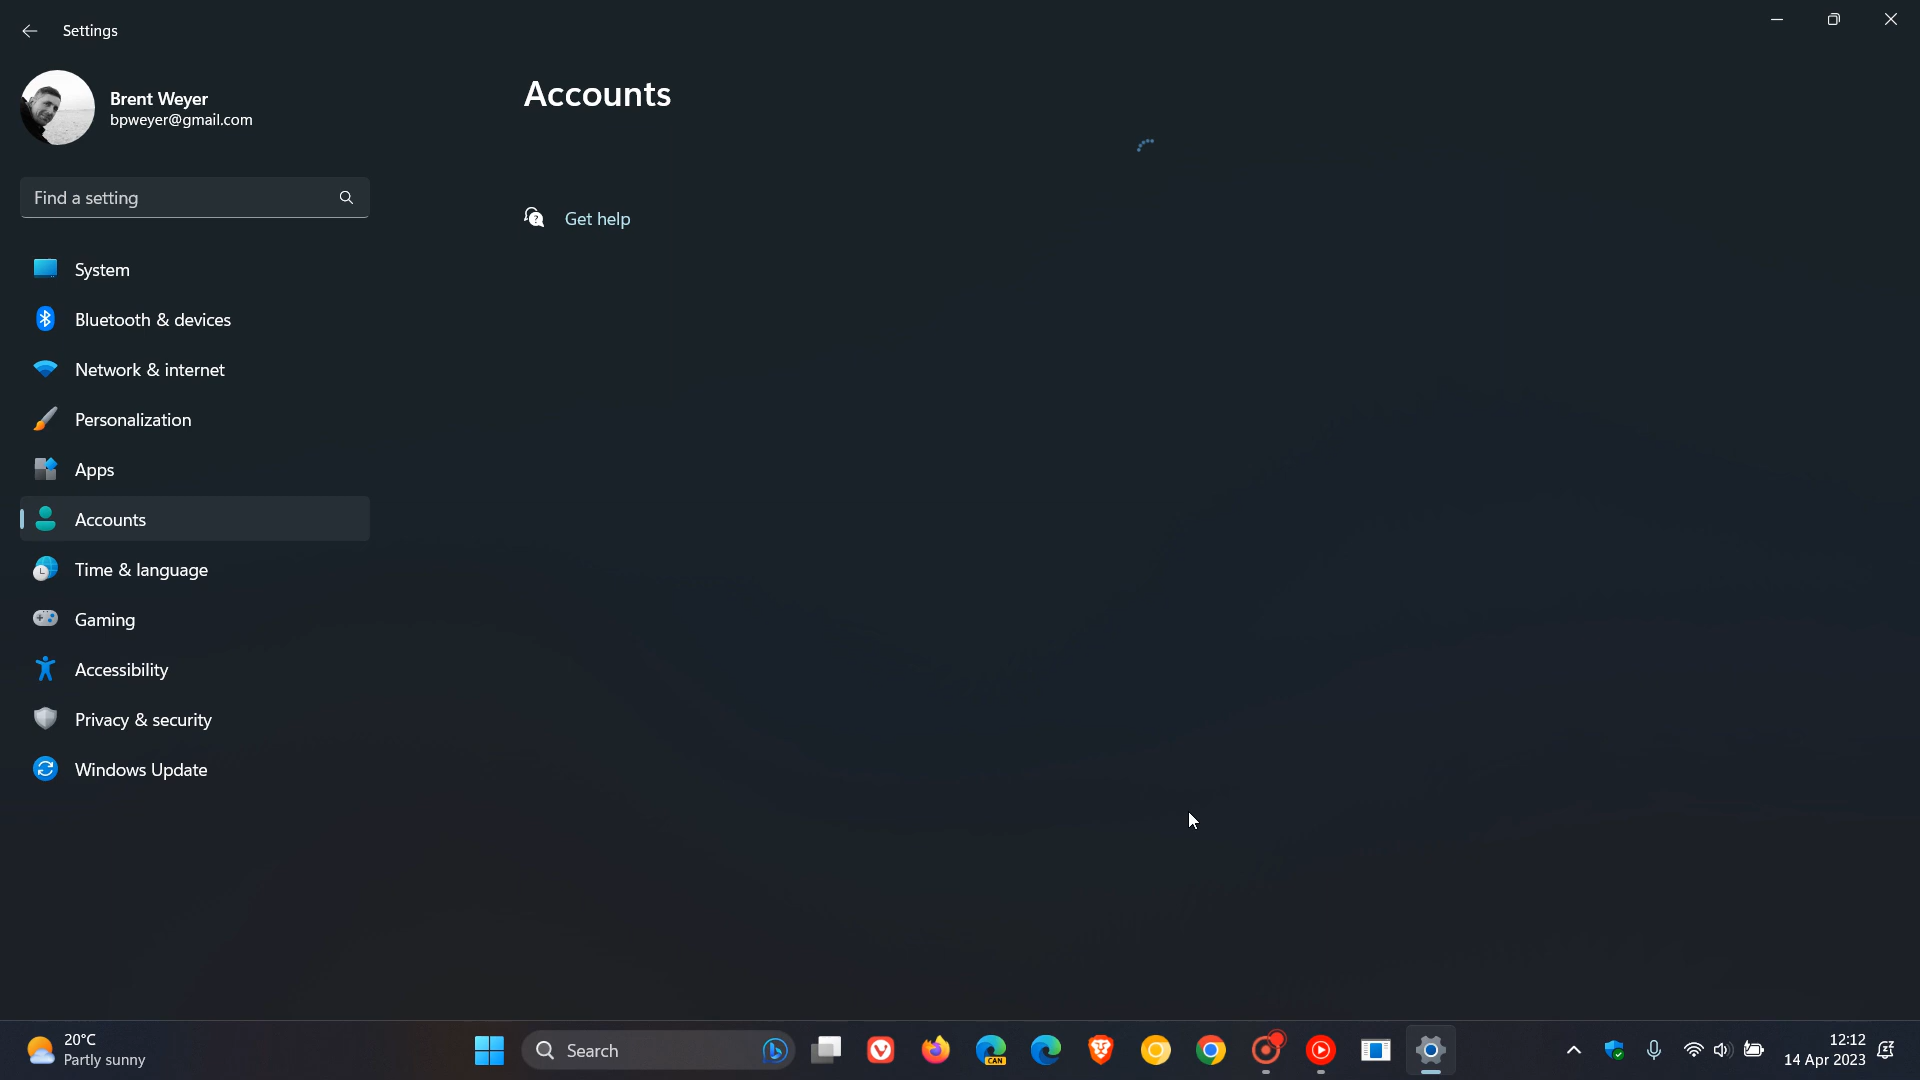 Settings
Brent Weyer
bpweyer@gmail.com
Find a setting
System
Bluetooth & devices
Network & internet
Personalization
Apps
Accounts
Time & language
Gaming
Accessibility
Privacy & security
Windows Update
Accounts
Get help
20°C
Partly sunny
Search
CAN
12:12
14 Apr 2023